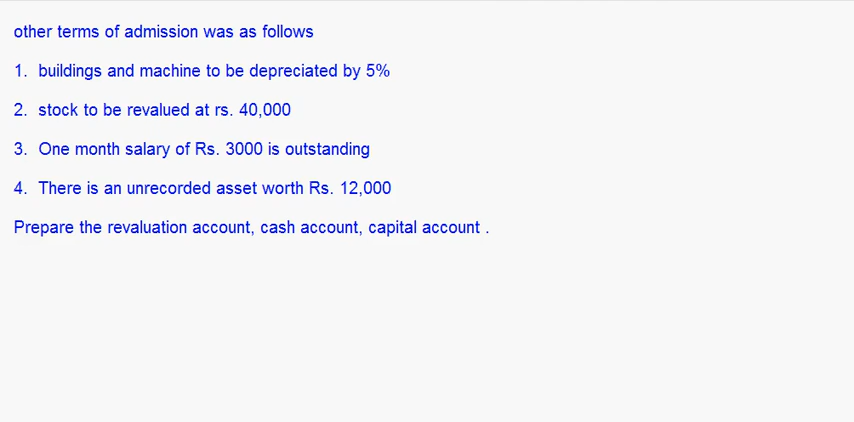 other terms of admission was as follows
1. buildings and machine to be depreciated by 5%
2. stock to be revalued at rs. 40,000
3. One month salary of Rs. 3000 is outstanding
4. There is an unrecorded asset worth Rs. 12,000
Prepare the revaluation account, cash account, capital account .